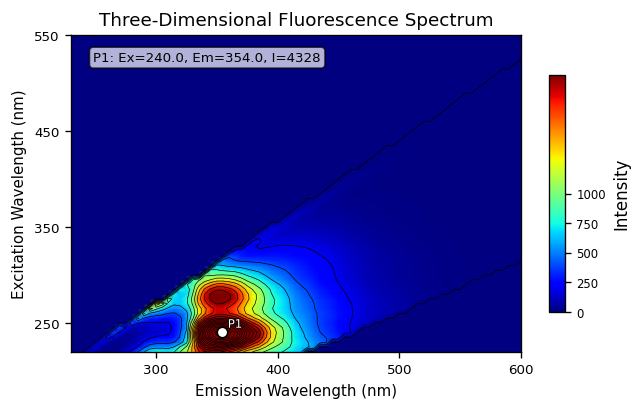 Three-Dimensional Fluorescence Spectrum
P1: Ex=240.0, Em=354.0, I=4328
550
450
350
250
Excitation Wavelength (nm)
P1
300
400
500
600
Emission Wavelength (nm)
1000
750
500
250
0
Intensity